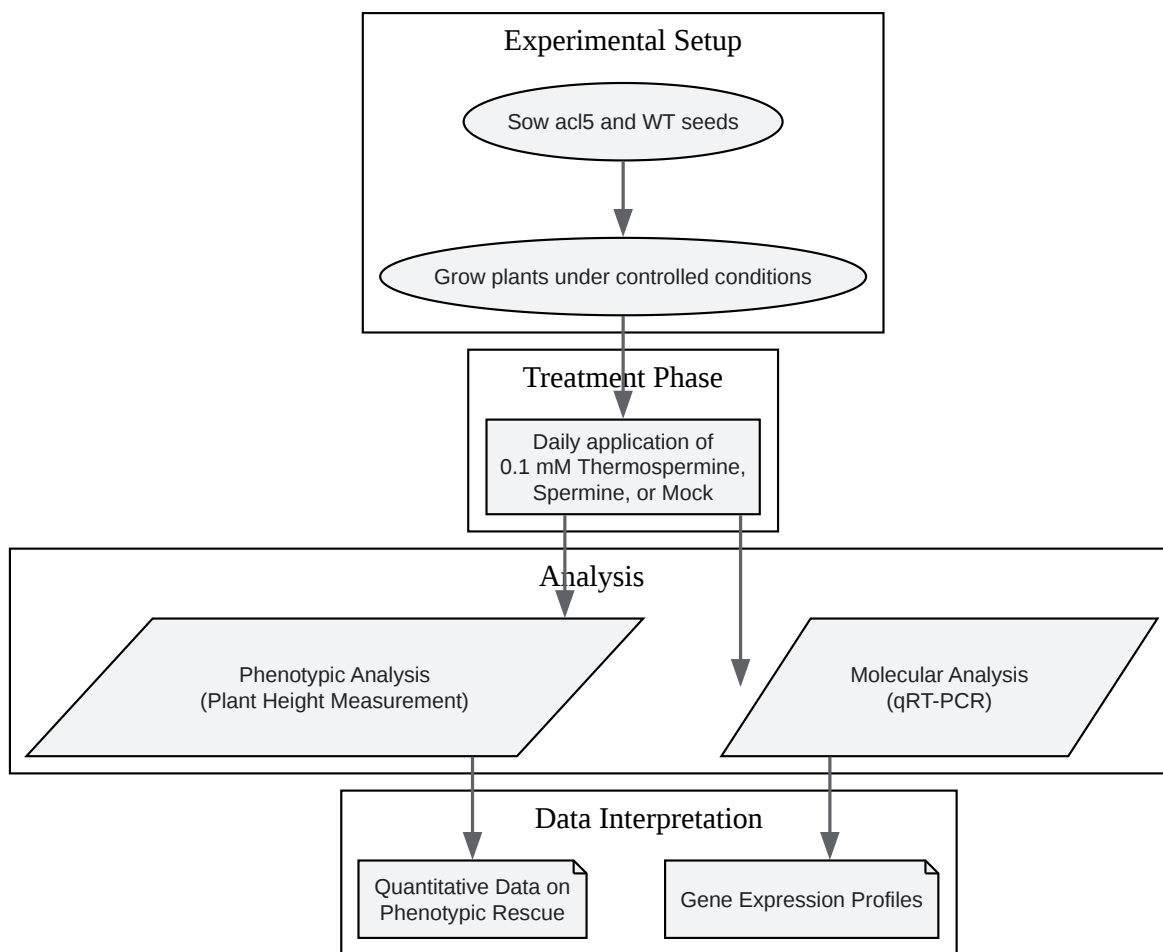 Experimental Setup
Sow acl5 and WT seeds
Grow plants under controlled conditions
Treatment Phase
Daily application of
0.1 mM Thermospermine,
Spermine, or Mock
Analysis
Phenotypic Analysis
(Plant Height Measurement)
Molecular Analysis
(qRT-PCR)
Data Interpretation
Quantitative Data on
Phenotypic Rescue
Gene Expression Profiles